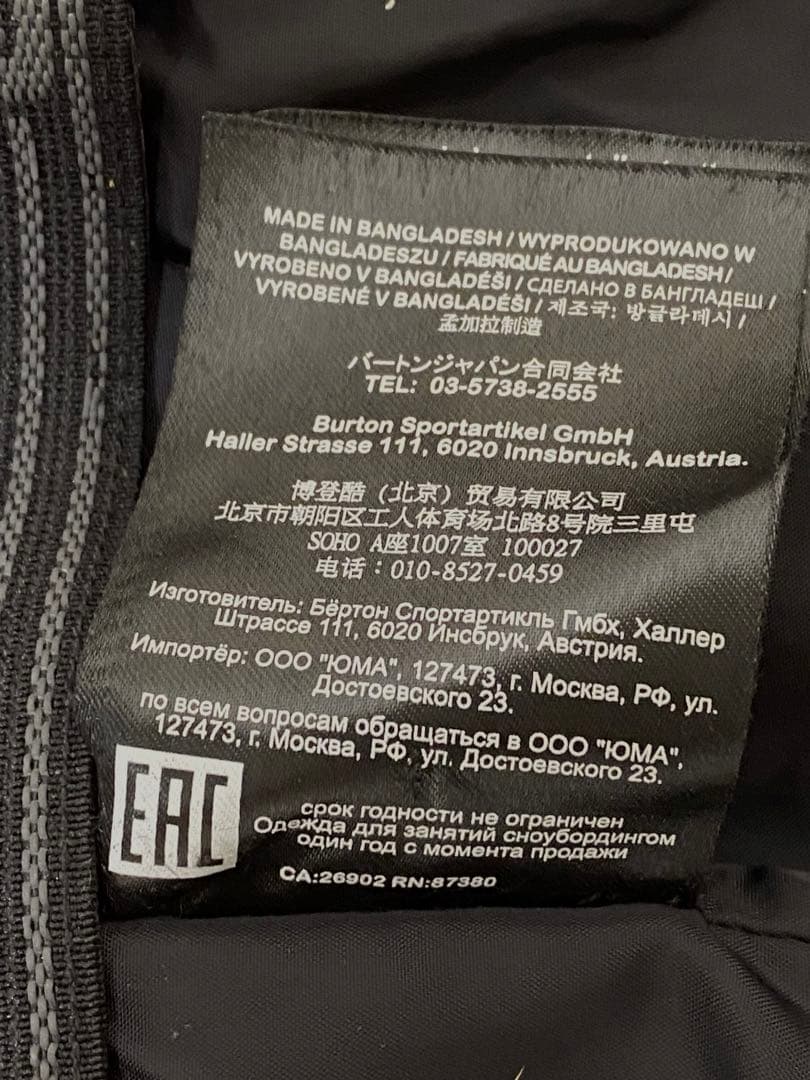 MADE IN BANGLADESH / WYPRODUKOWANO W
BANGLADESZU / FABRIQUÉ AU BANGLADESH /
VYROBENO V BANGLADÉŠI / СДЕЛАНО В БАНГЛАДЕШ /
VYROBENÉ V BANGLADÉŠI / 제조국: 방글라데시 /
孟加拉制造
バートンジャパン合同会社
TEL: 03-5738-2555
Burton Sportartikel GmbH
Haller Strasse 111, 6020 Innsbruck, Austria.
博登酷（北京）贸易有限公司
北京市朝阳区工人体育场北路8号院三里屯
SOHO A座1007室 100027
电话：010-8527-0459
Изготовитель: Бёртон Спортартикль Гмбх, Халлер
Штрассе 111, 6020 Инсбрук, Австрия.
Импортёр: ООО "ЮМА", 127473, г. Москва, РФ, ул.
Достоевского 23.
по всем вопросам обращаться в ООО "ЮМА",
127473, г. Москва, РФ, ул. Достоевского 23.
EAC
срок годности не ограничен
Одежда для занятий сноубордингом
один год с момента продажи
CA:26902 RN:87380